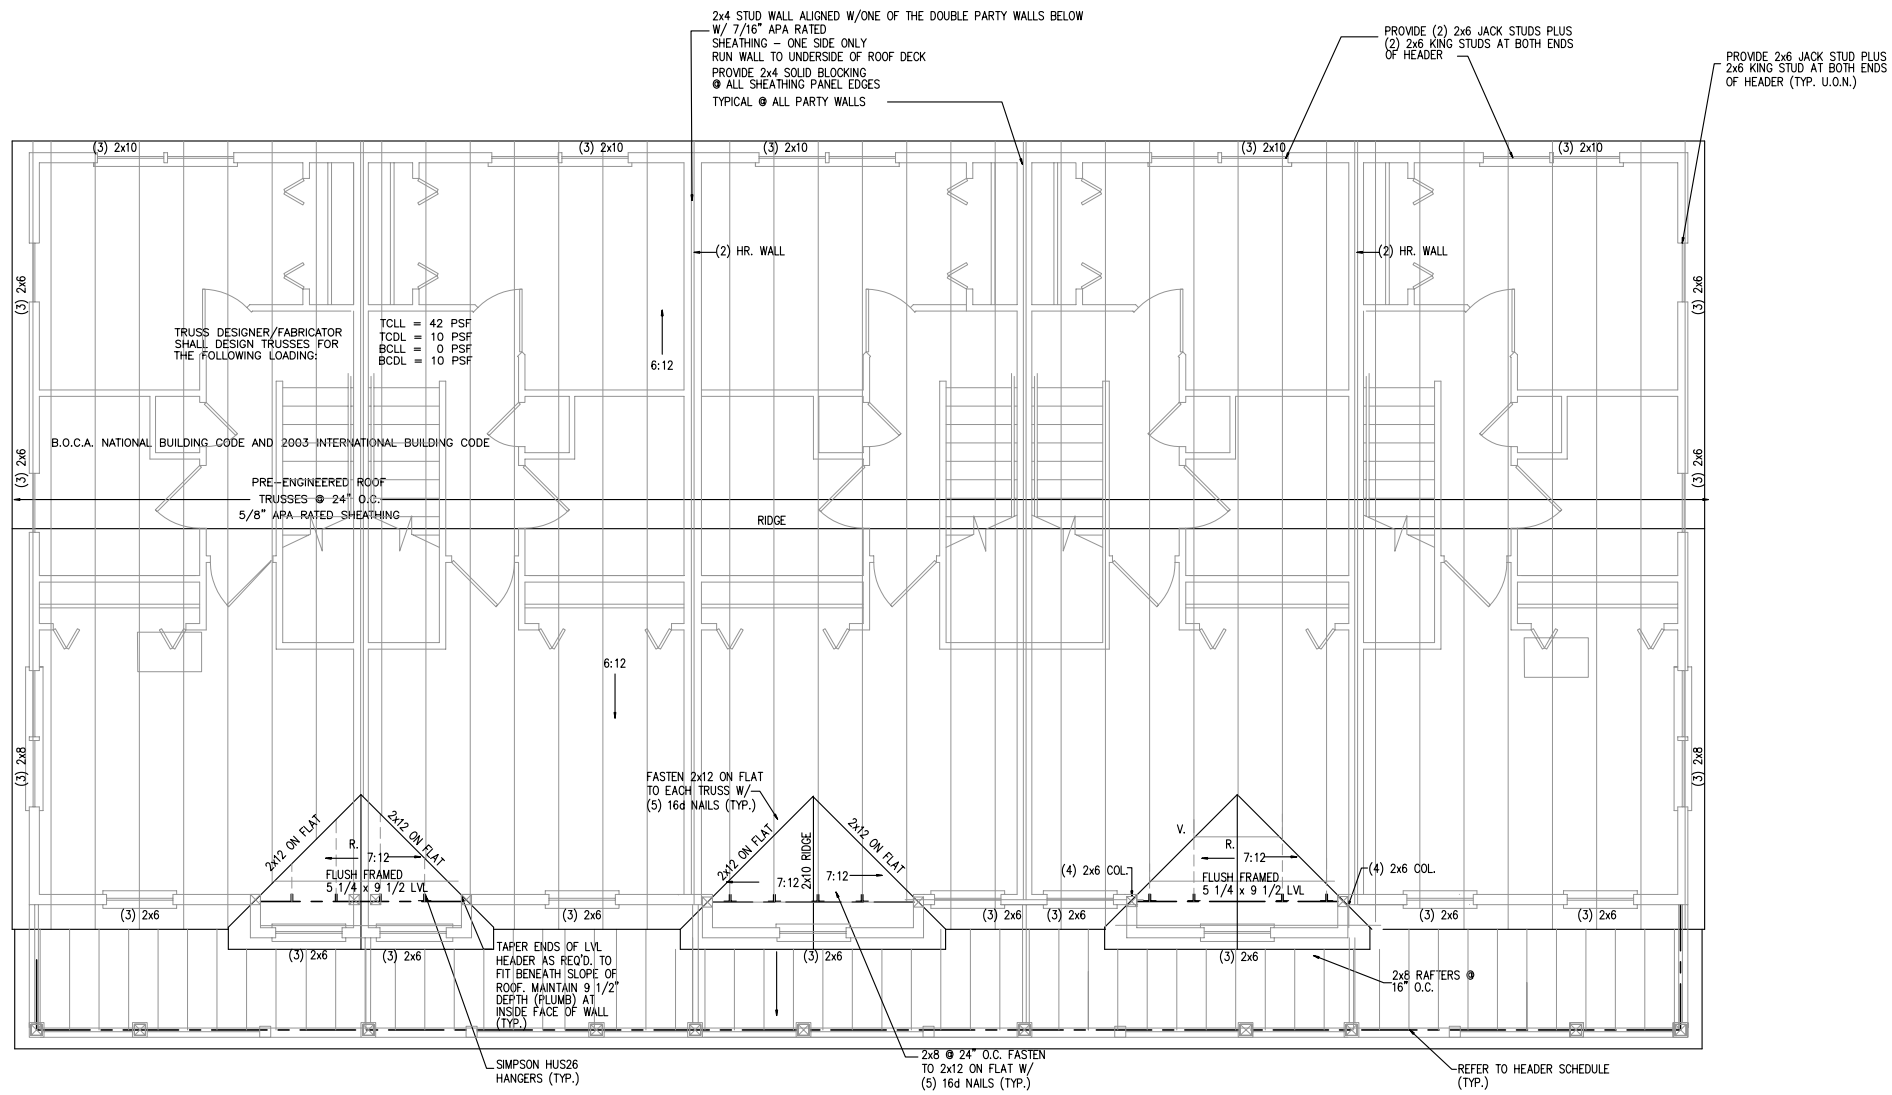 2x4 STUD WALL ALIGNED W/ONE OF THE DOUBLE PARTY WALLS BELOW
W/ 7/16" APA RATED
SHEATHING – ONE SIDE ONLY
RUN WALL TO UNDERSIDE OF ROOF DECK
PROVIDE 2x4 SOLID BLOCKING
@ ALL SHEATHING PANEL EDGES
TYPICAL @ ALL PARTY WALLS
PROVIDE (2) 2x6 JACK STUDS PLUS
(2) 2x6 KING STUDS AT BOTH ENDS
OF HEADER
PROVIDE 2x6 JACK STUD PLUS
2x6 KING STUD AT BOTH ENDS
OF HEADER (TYP. U.O.N.)
(3) 2x10
(3) 2x10
(3) 2x10
(3) 2x10
(3) 2x10
(2) HR. WALL
(2) HR. WALL
(3) 2x6
(3) 2x6
TRUSS DESIGNER/FABRICATOR
SHALL DESIGN TRUSSES FOR
THE FOLLOWING LOADING:
TCLL = 42 PSF
TCDL = 10 PSF
BCLL = 0 PSF
BCDL = 10 PSF
6:12
B.O.C.A. NATIONAL BUILDING CODE AND 2003 INTERNATIONAL BUILDING CODE
(3) 2x6
(3) 2x6
PRE-ENGINEERED ROOF
TRUSSES @ 24" O.C.
5/8" APA RATED SHEATHING
RIDGE
6:12
(3) 2x8
(3) 2x8
FASTEN 2x12 ON FLAT
TO EACH TRUSS W/
(5) 16d NAILS (TYP.)
2x12 ON FLAT
2x12 ON FLAT
R.
7:12
FLUSH FRAMED
5 1/4 x 9 1/2 LVL
2x12 ON FLAT
2x10 RIDGE
2x12 ON FLAT
7:12
7:12
V.
R.
7:12
FLUSH FRAMED
5 1/4 x 9 1/2 LVL
(4) 2x6 COL.
(4) 2x6 COL.
(3) 2x6
(3) 2x6
(3) 2x6
(3) 2x6
(3) 2x6
(3) 2x6
(3) 2x6
(3) 2x6
(3) 2x6
(3) 2x6
TAPER ENDS OF LVL
HEADER AS REQ'D. TO
FIT BENEATH SLOPE OF
ROOF. MAINTAIN 9 1/2"
DEPTH (PLUMB) AT
INSIDE FACE OF WALL
(TYP.)
2x8 RAFTERS @
16" O.C.
SIMPSON HUS26
HANGERS (TYP.)
2x8 @ 24" O.C. FASTEN
TO 2x12 ON FLAT W/
(5) 16d NAILS (TYP.)
REFER TO HEADER SCHEDULE
(TYP.)